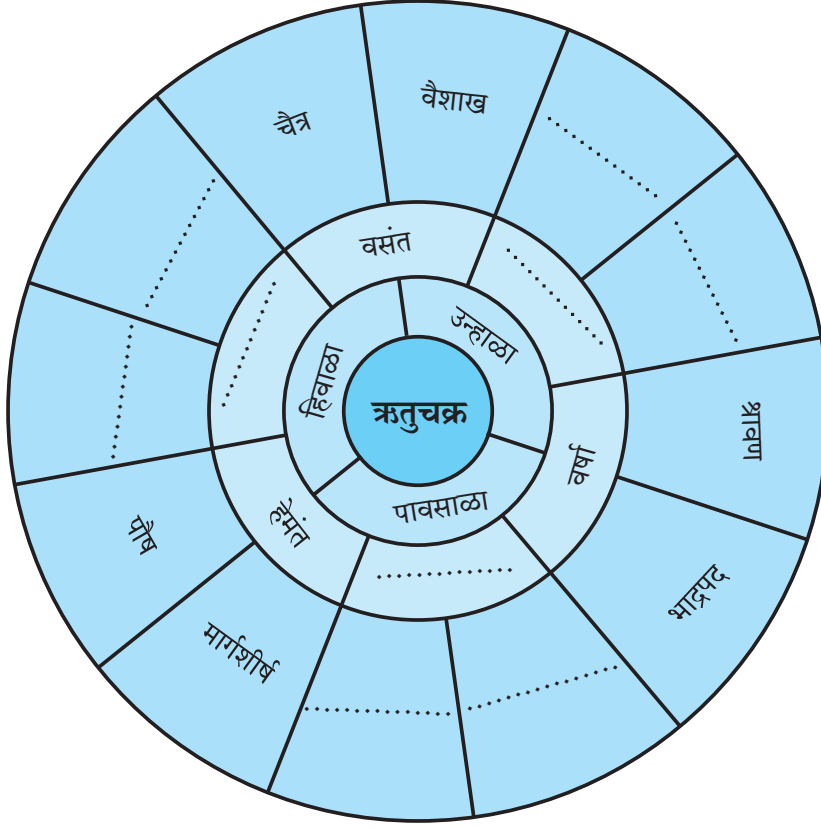 चैत्र
वैशाख
श्रावण
भाद्रपद
मार्गशीर्ष
पौष
वसंत
वर्षा
हेमंत
उन्हाळा
पावसाळा
हिवाळा
ऋतुचक्र